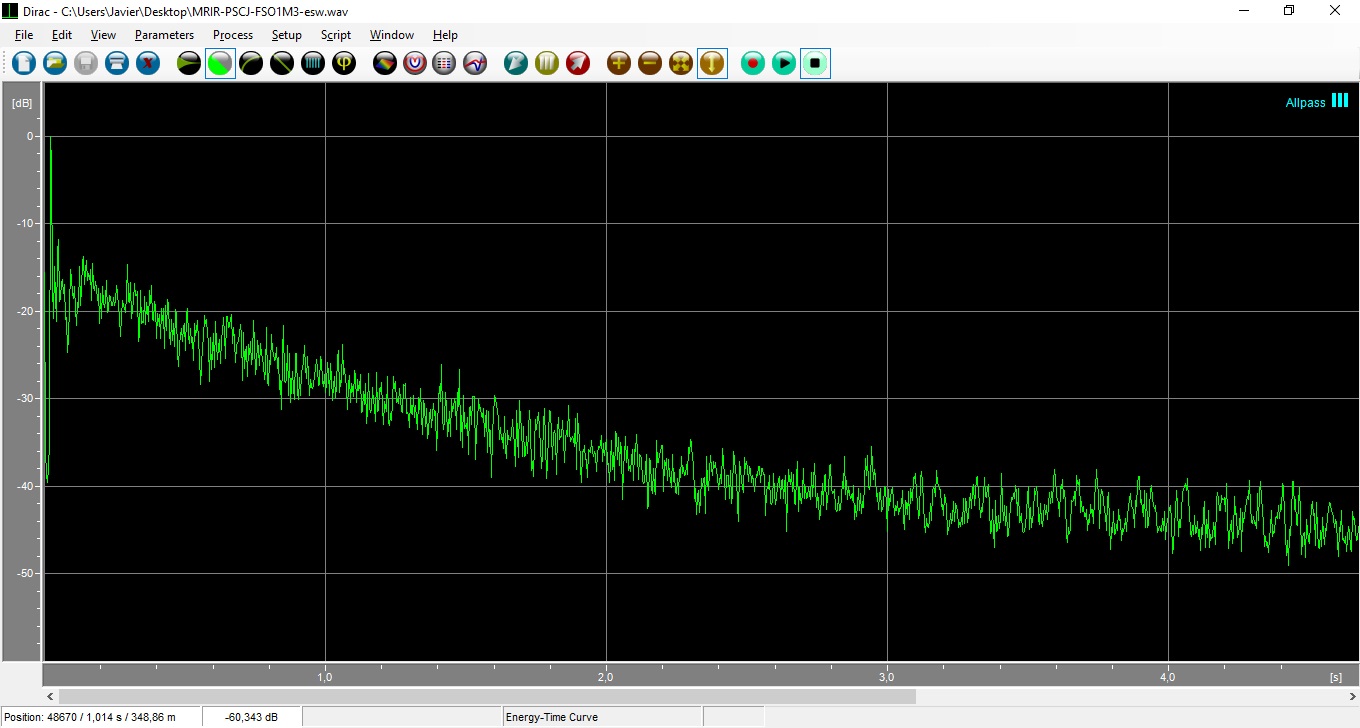 Dirac - C:\Users\Javier\Desktop\MRIR-PSCJ-FSO1M3-esw.wav
File Edit View Parameters Process Setup Script Window Help
[dB]
Allpass
0
-10
-20
-30
-40
-50
1,0 2,0 3,0 4,0 [s]
Position: 48670 / 1,014 s / 348,86 m -60,343 dB Energy-Time Curve